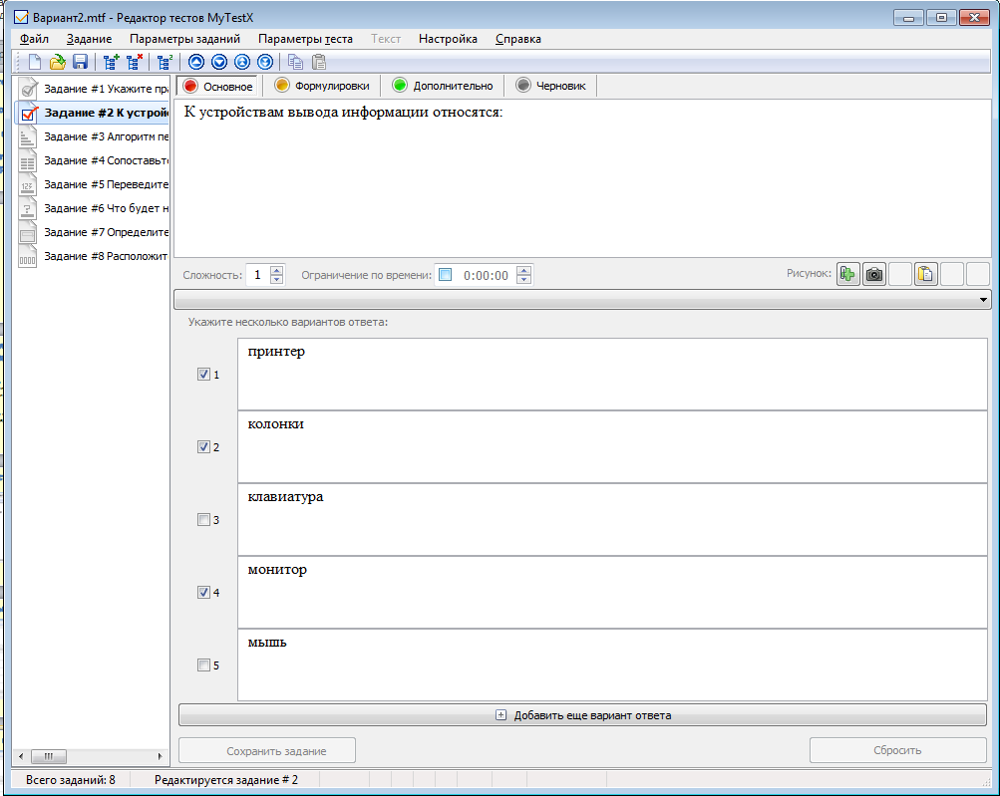 Вариант2.mtf - Редактор тестов MyTestX
Файл Задание Параметры заданий Параметры теста Текст Настройка Справка
Задание #1 Укажите пра
Задание #2 К устрой
Задание #3 Алгоритм пе
Задание #4 Сопоставьт
Задание #5 Переведите
Задание #6 Что будет н
Задание #7 Определите
Задание #8 Расположит
Основное Формулировки Дополнительно Черновик
К устройствам вывода информации относятся:
Сложность: 1 Ограничение по времени: 0:00:00 Рисунок:
Укажите несколько вариантов ответа:
1 принтер
2 колонки
3 клавиатура
4 монитор
5 мышь
Добавить еще вариант ответа
Сохранить задание Сбросить
Всего заданий: 8 Редактируется задание # 2